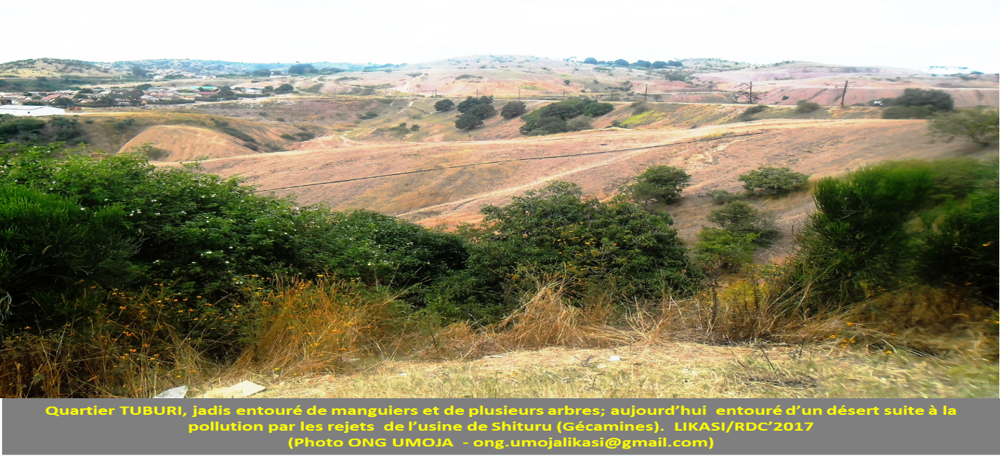 Quartier TUBURI, jadis entouré de manguiers et de plusieurs arbres; aujourd’hui entouré d’un désert suite à la
pollution par les rejets de l’usine de Shituru (Gécamines). LIKASI/RDC’2017
(Photo ONG UMOJA - ong.umojalikasi@gmail.com)